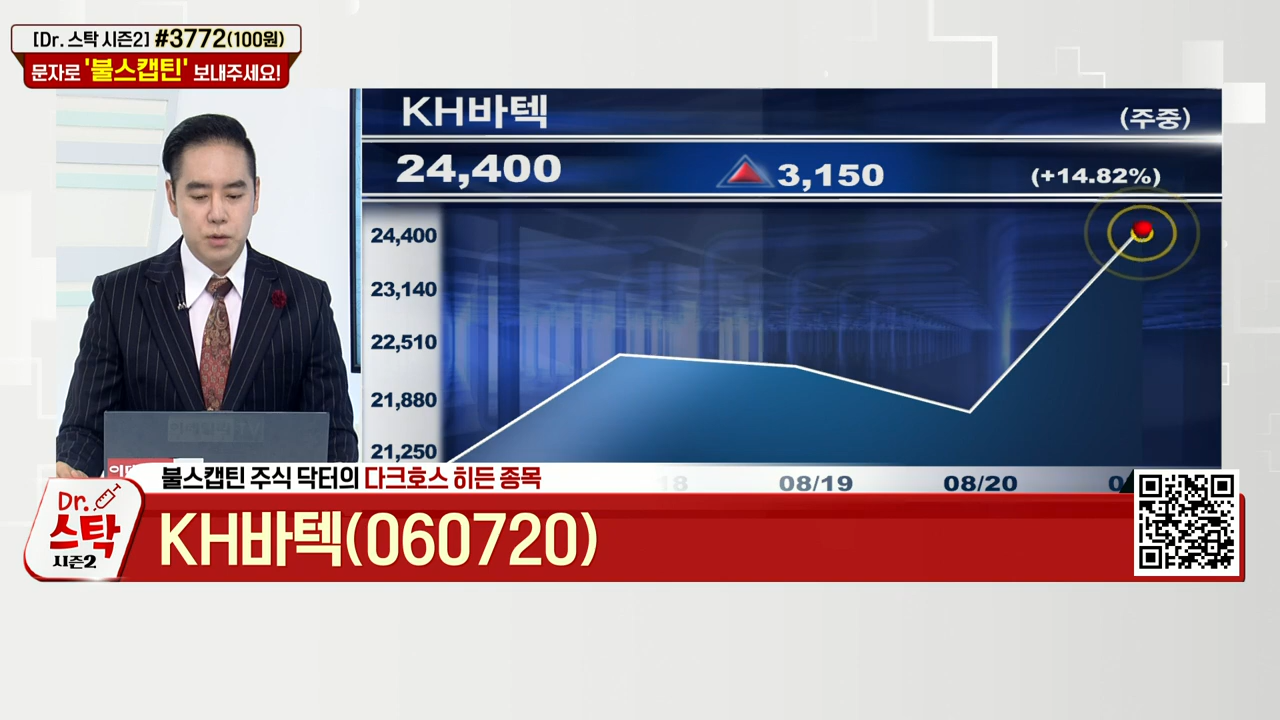 [Dr. 스탁 시즌2] #3772(100원)
문자로 '불스캡틴' 보내주세요!
KH바텍
(주중)
24,400
3,150
(+14.82%)
24,400
23,140
22,510
21,880
21,250
18
08/19
08/20
불스캡틴 주식 닥터의 다크호스 히든 종목
Dr.
스탁
시즌2
KH바텍(060720)